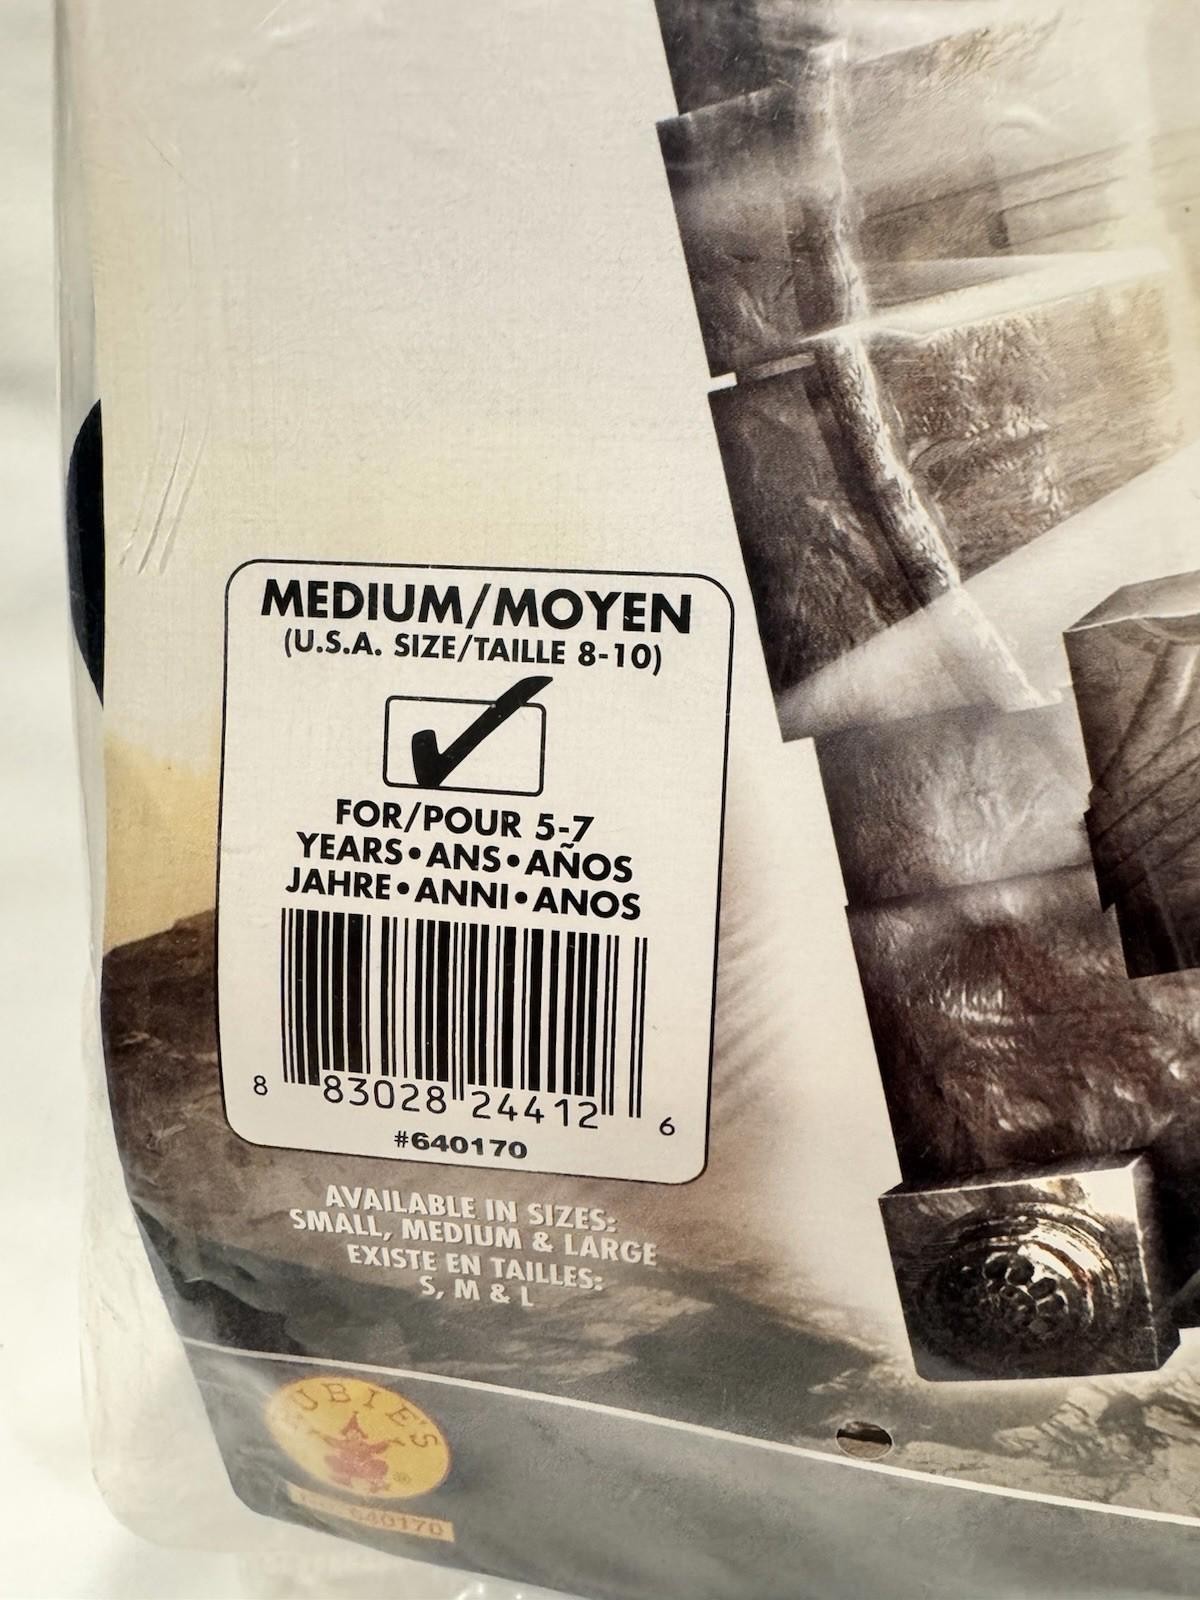 MEDIUM/MOYEN
(U.S.A. SIZE/TAILLE 8-10)
FOR/POUR 5-7
YEARS•ANS•AÑOS
JAHRE•ANNI•ANOS
8 83028 24412 6
#640170
AVAILABLE IN SIZES:
SMALL, MEDIUM & LARGE
EXISTE EN TAILLES:
S, M & L
UBIE'S
®
640170